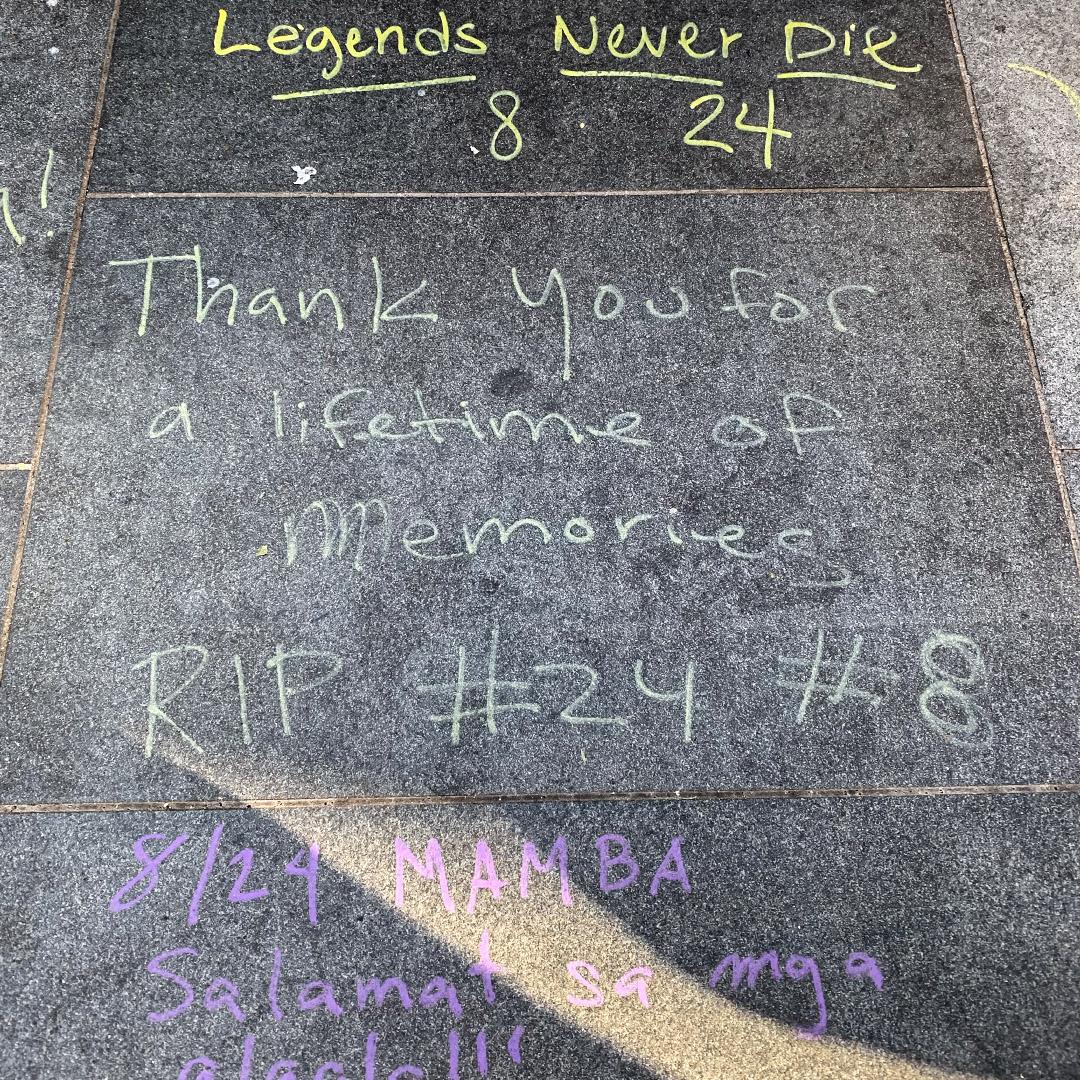 Legends Never Die
8 24
Thank you for
a lifetime of
Memories
RIP #24 #8
8/24 MAMBA
Salamat sa mga